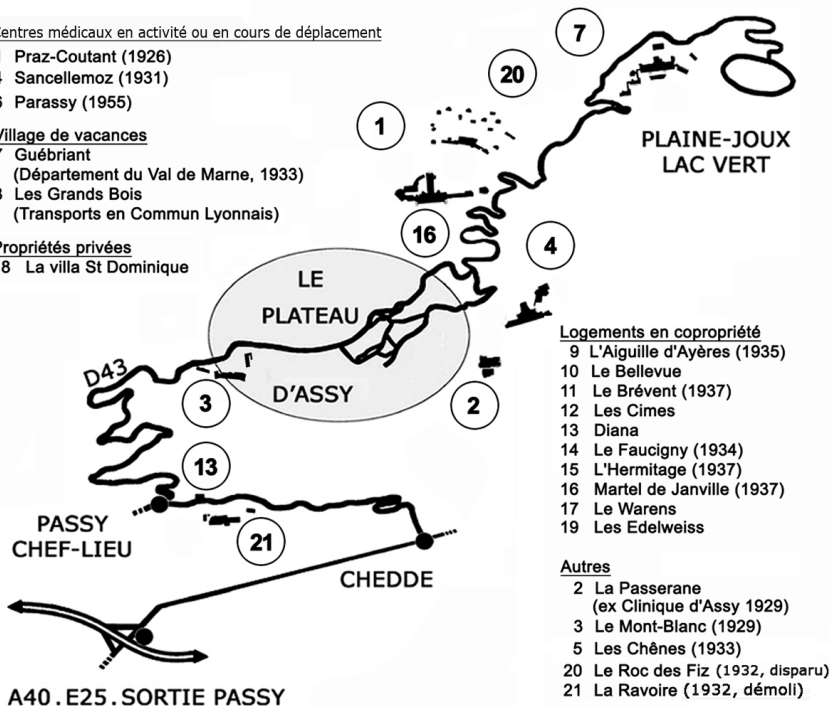 entres médicaux en activité ou en cours de déplacement
Praz-Coutant (1926)
Sancellemoz (1931)
Parassy (1955)
illage de vacances
Guébriant
(Département du Val de Marne, 1933)
Les Grands Bois
(Transports en Commun Lyonnais)
ropriétés privées
8 La villa St Dominique
7
20
1
PLAINE-JOUX
LAC VERT
16
4
LE
PLATEAU
D'ASSY
D43
3
2
13
PASSY
CHEF-LIEU
21
CHEDDE
A40.E25.SORTIE PASSY
Logements en copropriété
9 L'Aiguille d'Ayères (1935)
10 Le Bellevue
11 Le Brévent (1937)
12 Les Cimes
13 Diana
14 Le Faucigny (1934)
15 L'Hermitage (1937)
16 Martel de Janville (1937)
17 Le Warens
19 Les Edelweiss
Autres
2 La Passerane
(ex Clinique d'Assy 1929)
3 Le Mont-Blanc (1929)
5 Les Chênes (1933)
20 Le Roc des Fiz (1932, disparu)
21 La Ravoire (1932, démoli)